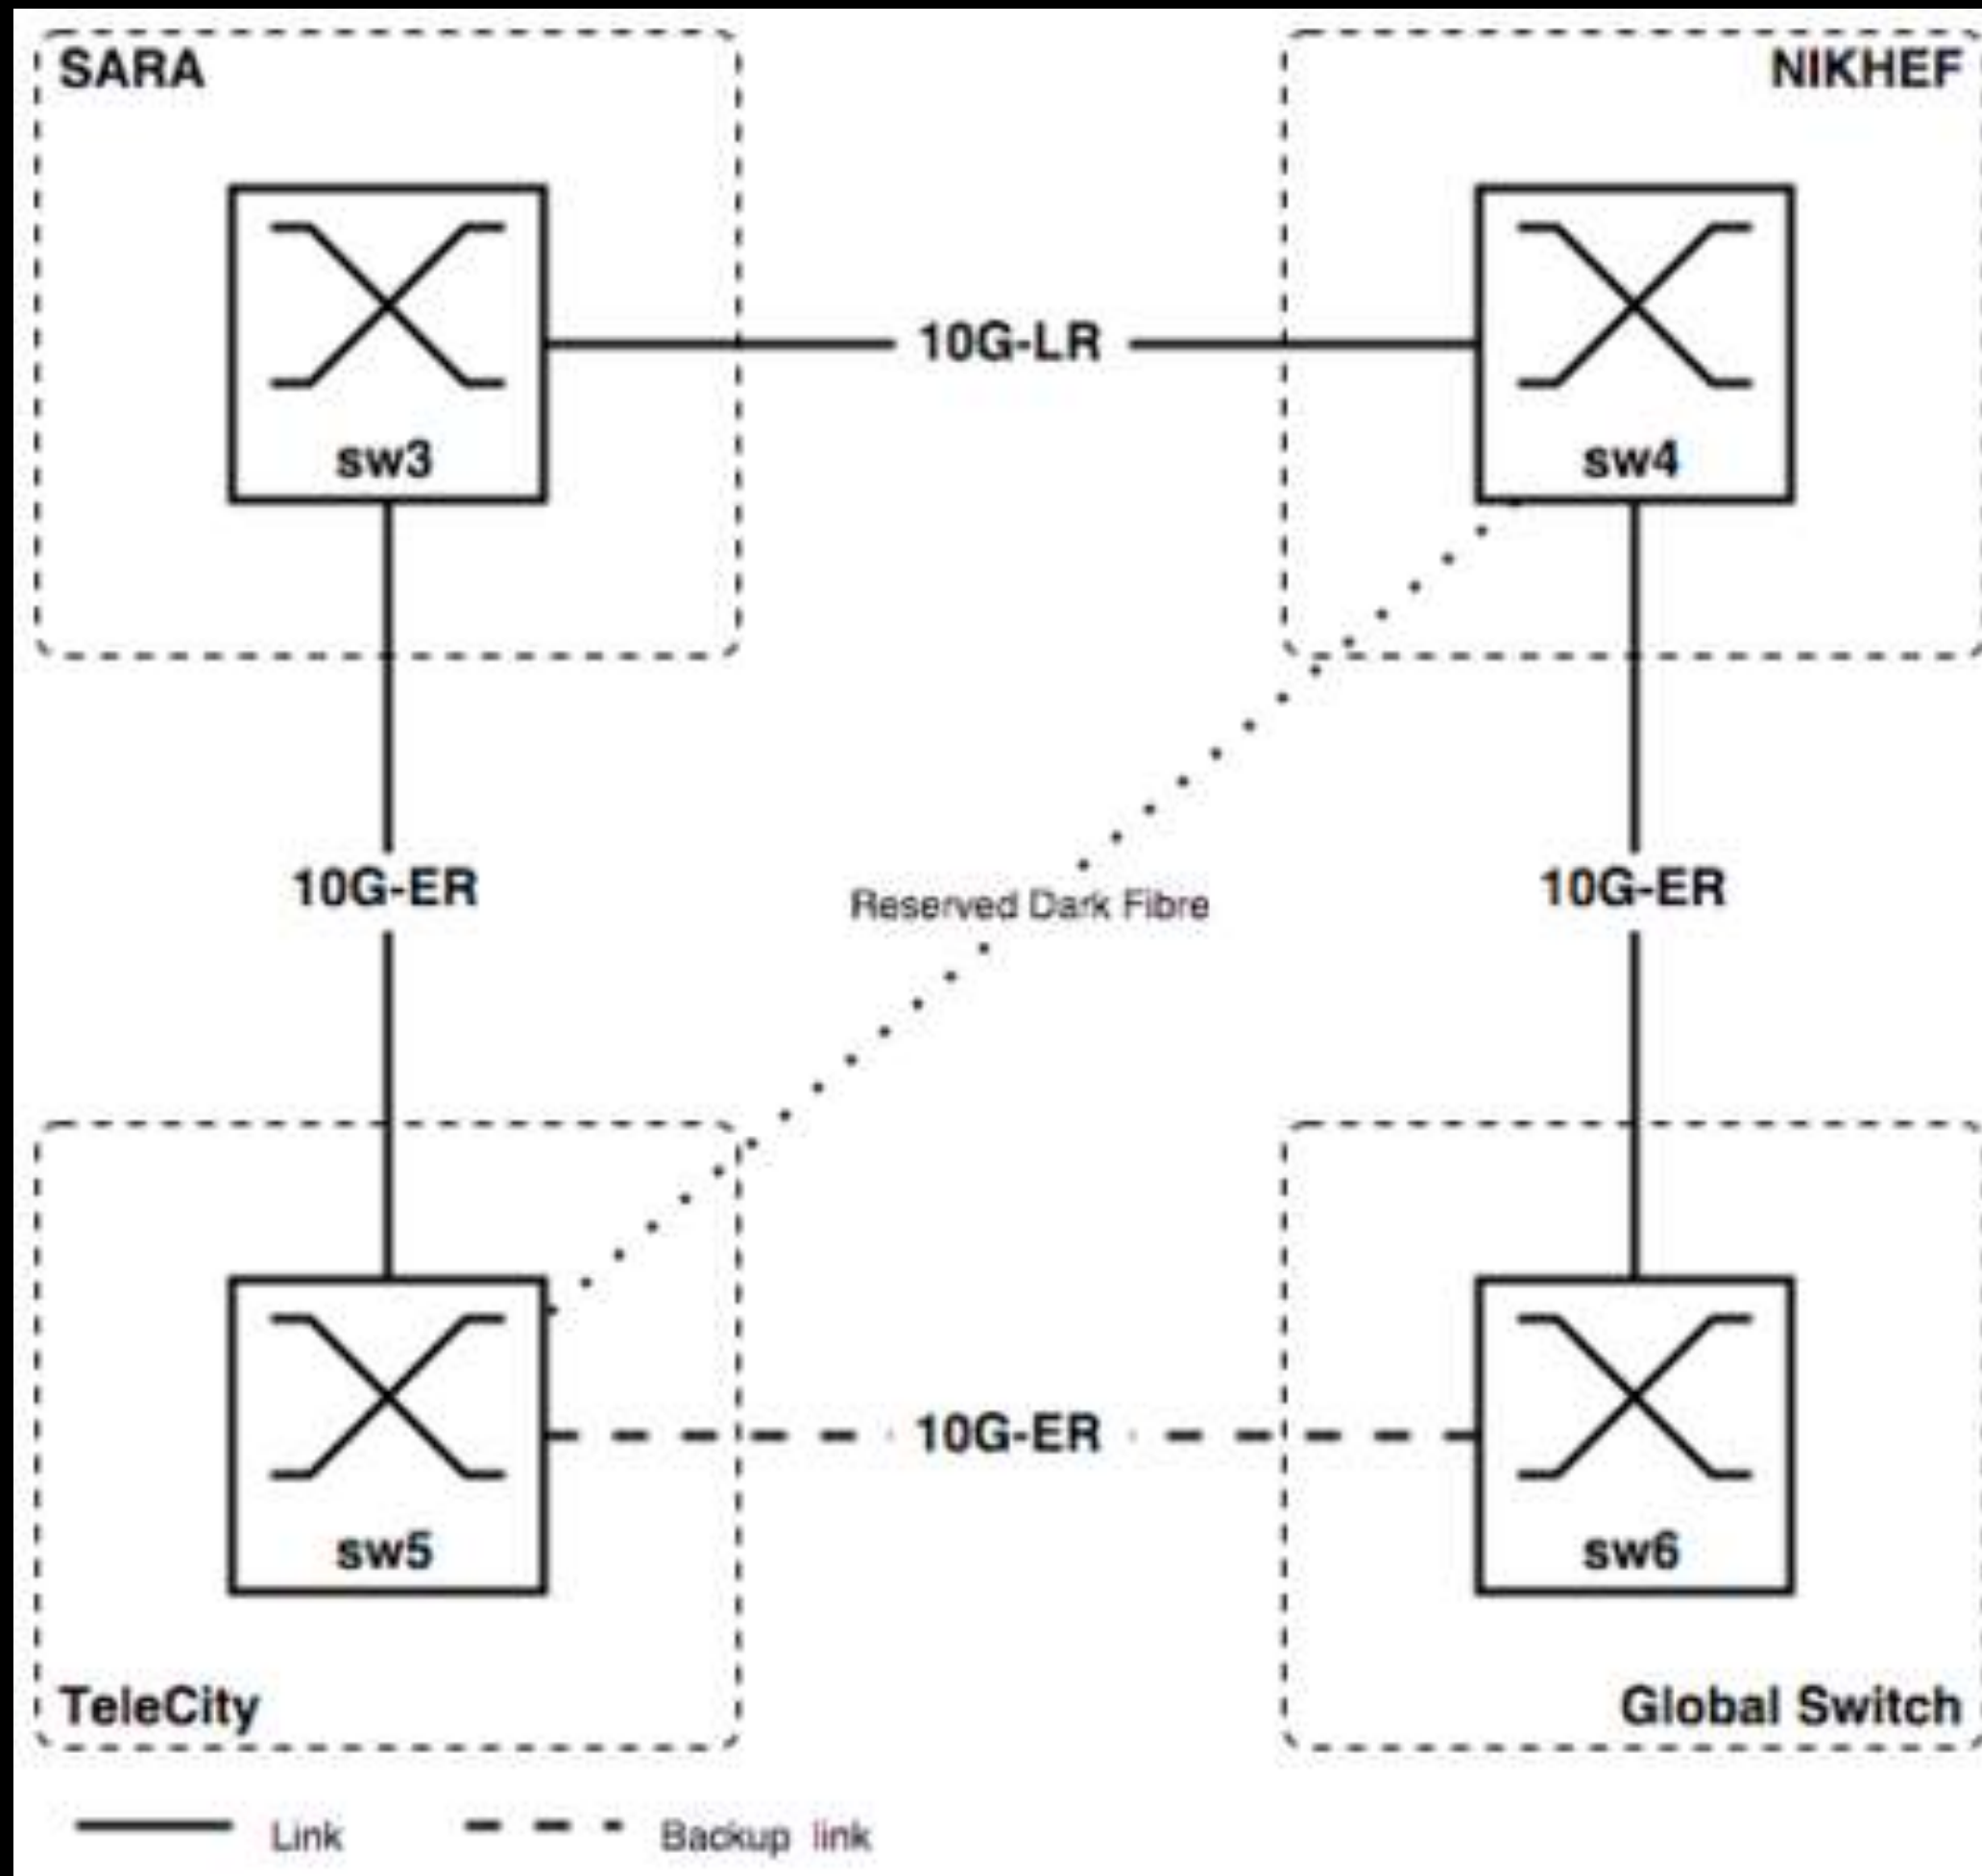 SARA
NIKHEF
10G-LR
sw3
sw4
10G-ER
Reserved Dark Fibre
10G-ER
10G-ER
sw5
sw6
TeleCity
Global Switch
Link
Backup link